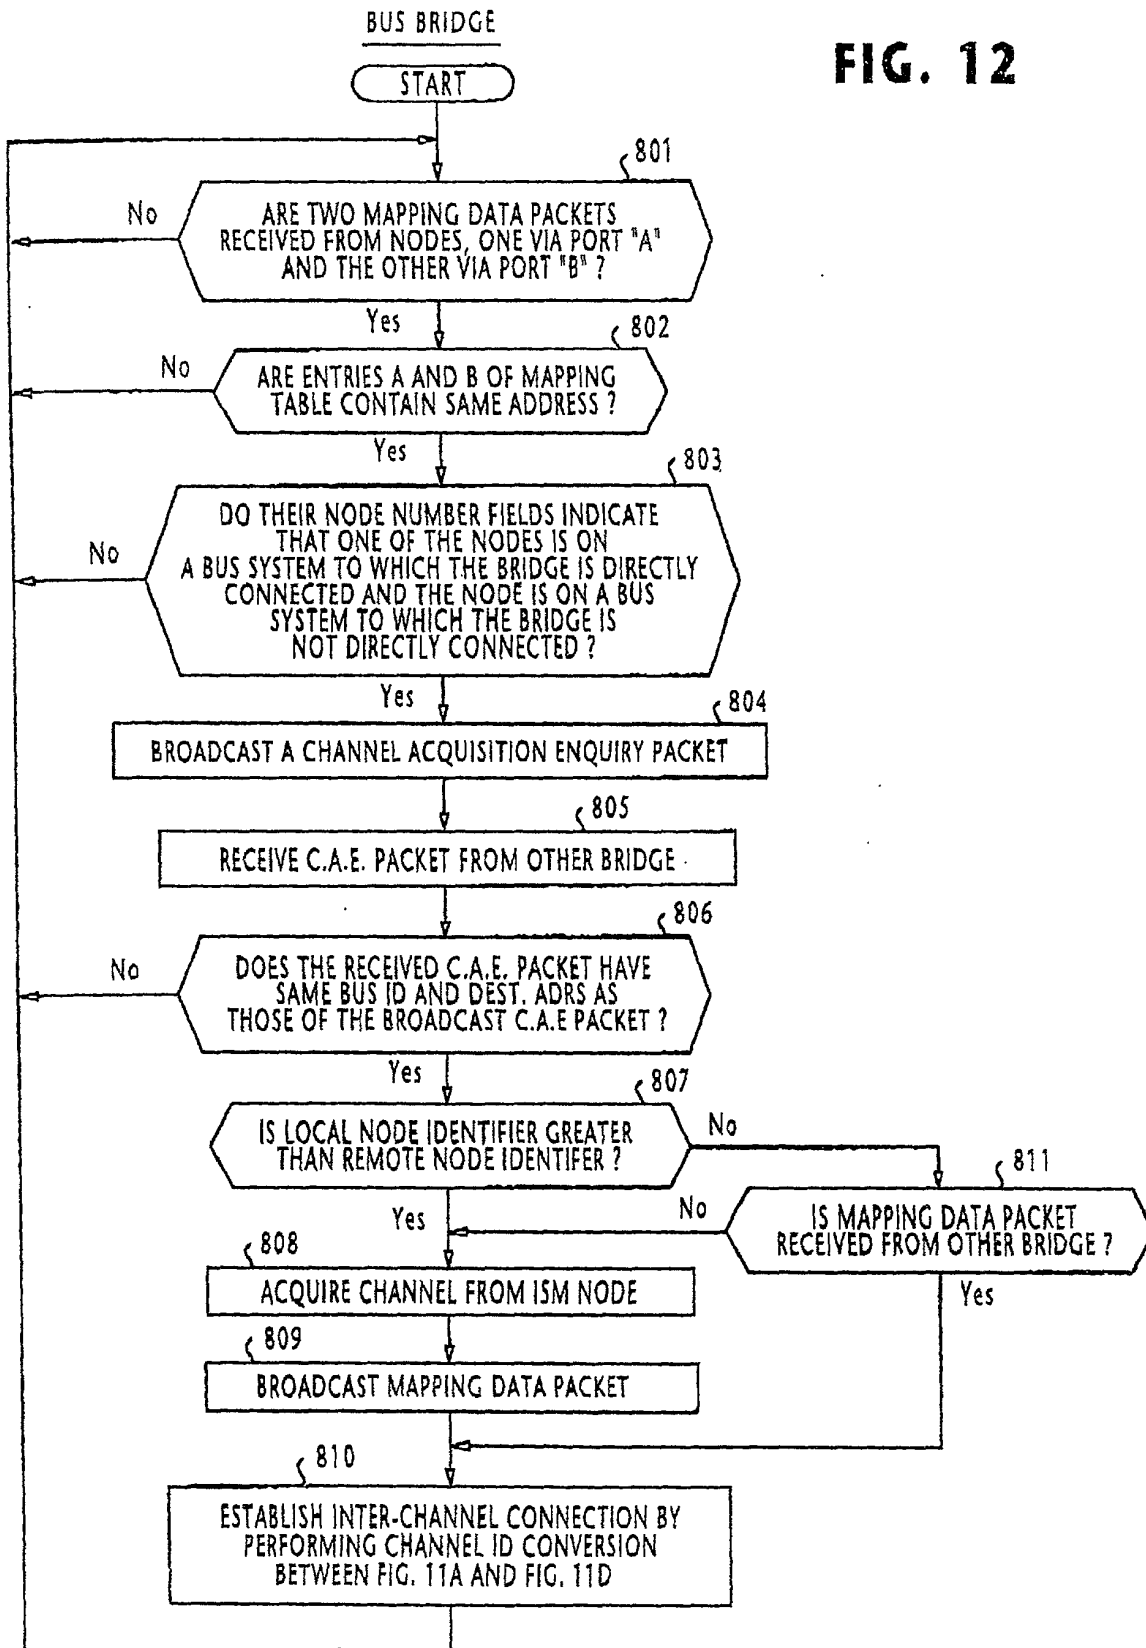 BUS BRIDGE
FIG. 12
START
801
No
ARE TWO MAPPING DATA PACKETS
RECEIVED FROM NODES, ONE VIA PORT "A"
AND THE OTHER VIA PORT "B" ?
Yes
802
No
ARE ENTRIES A AND B OF MAPPING
TABLE CONTAIN SAME ADDRESS ?
Yes
803
No
DO THEIR NODE NUMBER FIELDS INDICATE
THAT ONE OF THE NODES IS ON
A BUS SYSTEM TO WHICH THE BRIDGE IS DIRECTLY
CONNECTED AND THE NODE IS ON A BUS
SYSTEM TO WHICH THE BRIDGE IS
NOT DIRECTLY CONNECTED ?
Yes
804
BROADCAST A CHANNEL ACQUISITION ENQUIRY PACKET
805
RECEIVE C.A.E. PACKET FROM OTHER BRIDGE
806
No
DOES THE RECEIVED C.A.E. PACKET HAVE
SAME BUS ID AND DEST. ADRS AS
THOSE OF THE BROADCAST C.A.E PACKET ?
Yes
807
IS LOCAL NODE IDENTIFIER GREATER
THAN REMOTE NODE IDENTIFER ?
No
811
Yes
No
IS MAPPING DATA PACKET
RECEIVED FROM OTHER BRIDGE ?
Yes
808
ACQUIRE CHANNEL FROM ISM NODE
809
BROADCAST MAPPING DATA PACKET
810
ESTABLISH INTER-CHANNEL CONNECTION BY
PERFORMING CHANNEL ID CONVERSION
BETWEEN FIG. 11A AND FIG. 11D